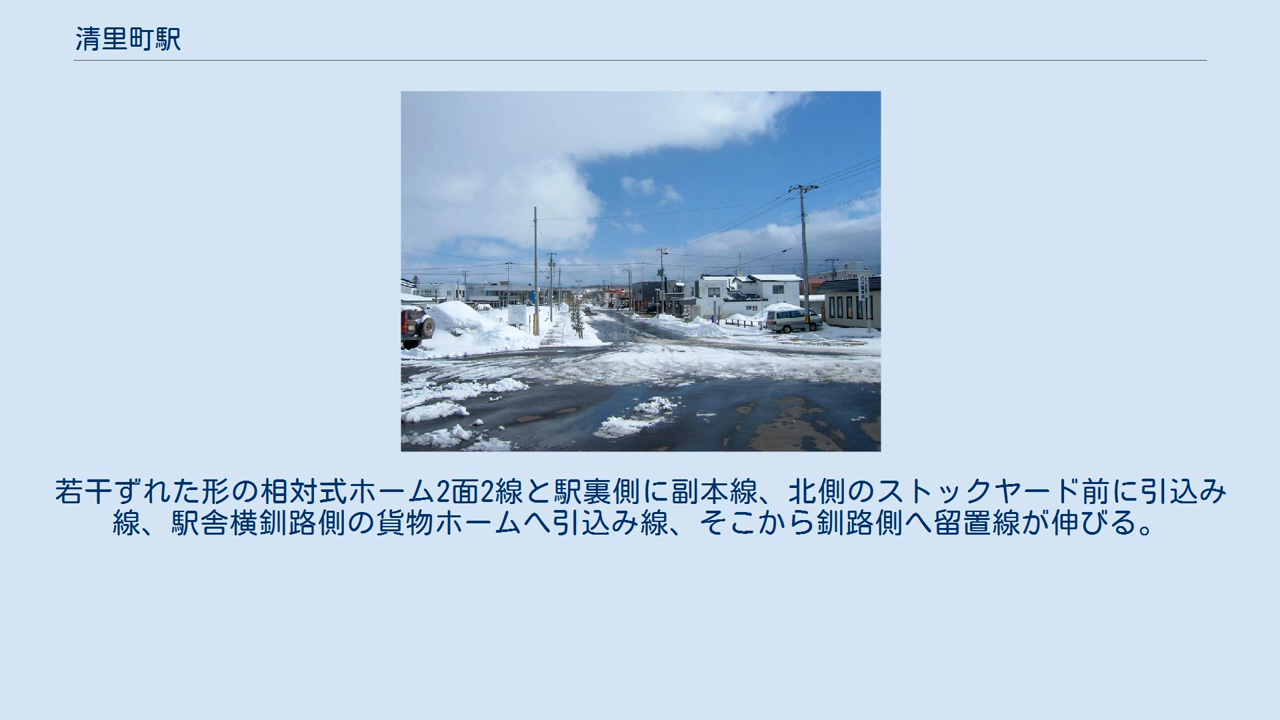 清里町駅
若干ずれた形の相対式ホーム2面2線と駅裏側に副本線、北側のストックヤード前に引込み
線、駅舎横釧路側の貨物ホームへ引込み線、そこから釧路側へ留置線が伸びる。